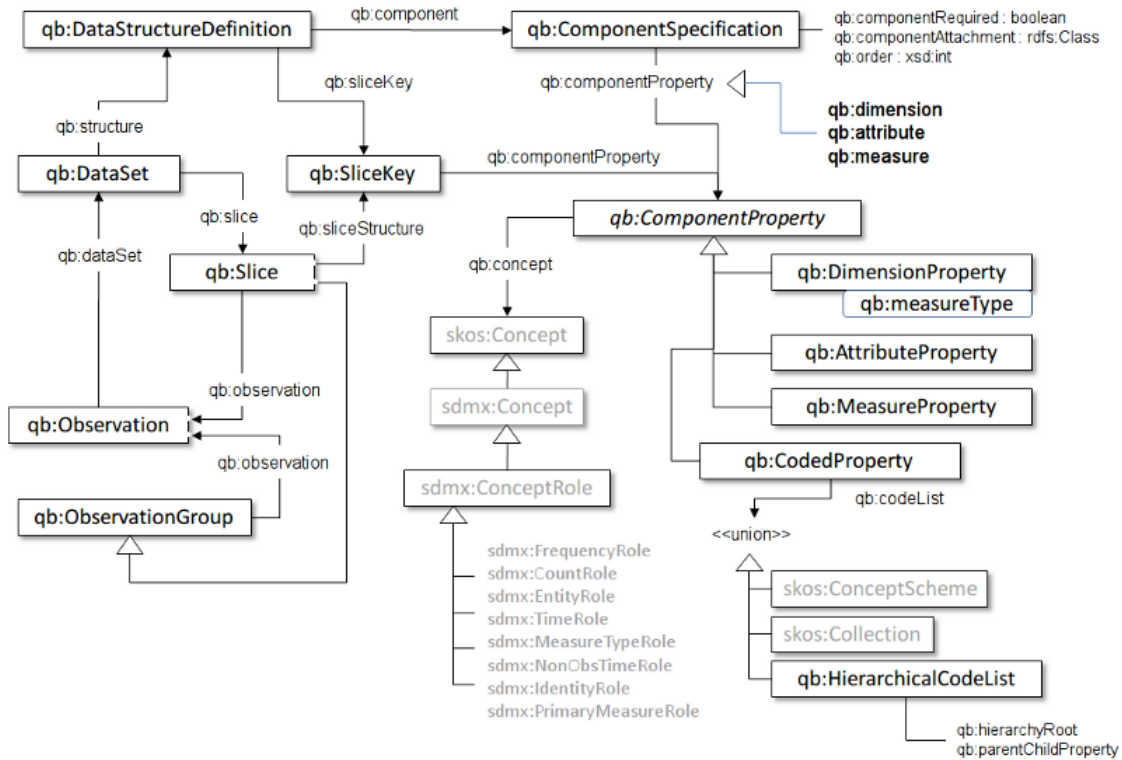 qb:DataStructureDefinition
qb:component
qb:ComponentSpecification
qb:componentRequired : boolean
qb:componentAttachment : rdfs:Class
qb:order : xsd:int
qb:sliceKey
qb:componentProperty
qb:dimension
qb:attribute
qb:measure
qb:structure
qb:DataSet
qb:SliceKey
qb:componentProperty
qb:slice
qb:sliceStructure
qb:ComponentProperty
qb:dataSet
qb:Slice
qb:concept
qb:DimensionProperty
qb:measureType
skos:Concept
qb:AttributeProperty
qb:observation
sdmx:Concept
qb:MeasureProperty
qb:Observation
qb:observation
qb:CodedProperty
sdmx:ConceptRole
qb:codeList
qb:ObservationGroup
<<union>>
sdmx:FrequencyRole
sdmx:CountRole
sdmx:EntityRole
sdmx:TimeRole
sdmx:MeasureTypeRole
sdmx:NonObsTimeRole
sdmx:IdentityRole
sdmx:PrimaryMeasureRole
skos:ConceptScheme
skos:Collection
qb:HierarchicalCodeList
qb:hierarchyRoot
qb:parentChildProperty